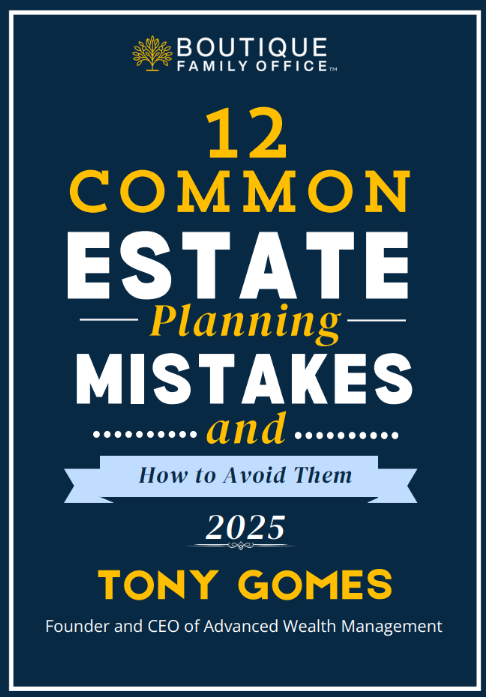 BOUTIQUE
FAMILY OFFICE™
12
COMMON
ESTATE
Planning
MISTAKES
and
How to Avoid Them
2025
TONY GOMES
Founder and CEO of Advanced Wealth Management